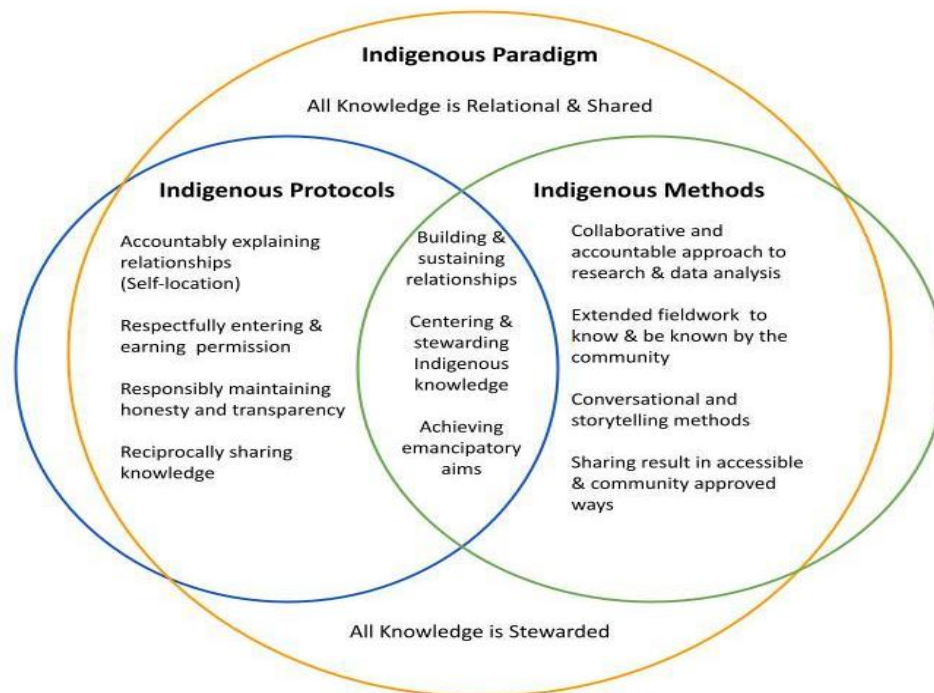 Indigenous Paradigm
All Knowledge is Relational & Shared
Indigenous Protocols
Accountably explaining
relationships
(Self-location)
Respectfully entering &
earning permission
Responsibly maintaining
honesty and transparency
Reciprocally sharing
knowledge
Building &
sustaining
relationships
Centering &
stewarding
Indigenous
knowledge
Achieving
emancipatory
aims
Indigenous Methods
Collaborative and
accountable approach to
research & data analysis
Extended fieldwork to
know & be known by the
community
Conversational and
storytelling methods
Sharing result in accessible
& community approved
ways
All Knowledge is Stewarded